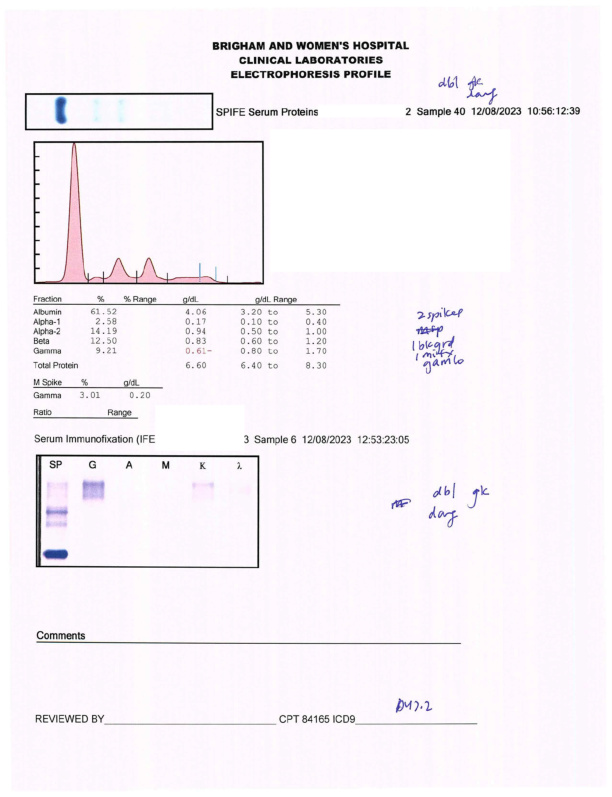 BRIGHAM AND WOMEN'S HOSPITAL
CLINICAL LABORATORIES
ELECTROPHORESIS PROFILE
dbl gk
darg
SPIFE Serum Proteins 2 Sample 40 12/08/2023 10:56:12:39
Fraction % % Range g/dL g/dL Range
Albumin 61.52 4.06 3.20 to 5.30
Alpha-1 2.58 0.17 0.10 to 0.40
Alpha-2 14.19 0.94 0.50 to 1.00
Beta 12.50 0.83 0.60 to 1.20
Gamma 9.21 0.61- 0.80 to 1.70
Total Protein 6.60 6.40 to 8.30
2 spikes
1 bkgrd
1 mifx
gamlo
M Spike % g/dL
Gamma 3.01 0.20
Ratio Range
Serum Immunofixation (IFE 3 Sample 6 12/08/2023 12:53:23:05
SP G A M K λ
dbl gk
darg
Comments
D47.2
REVIEWED BY CPT 84165 ICD9